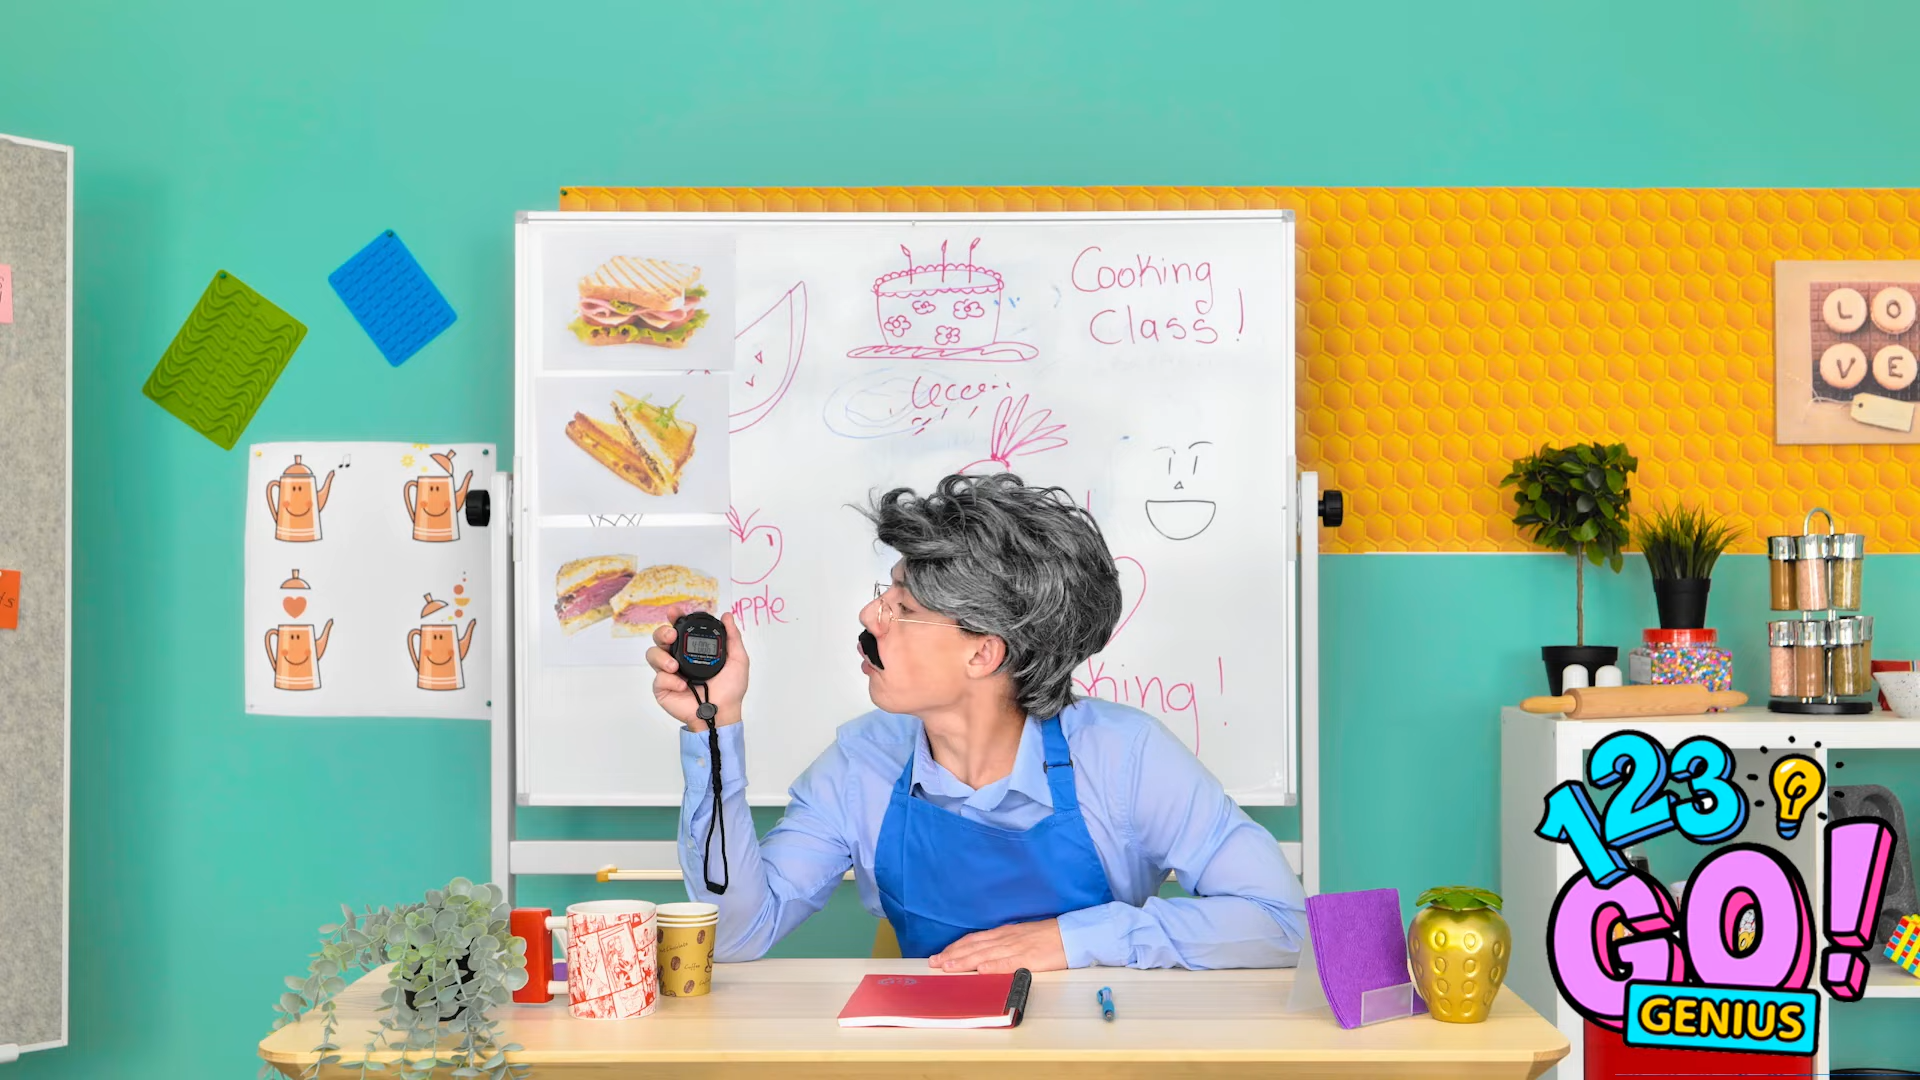 Cooking
Class!
L O
V E
apple.
king!
123
GO!
GENIUS